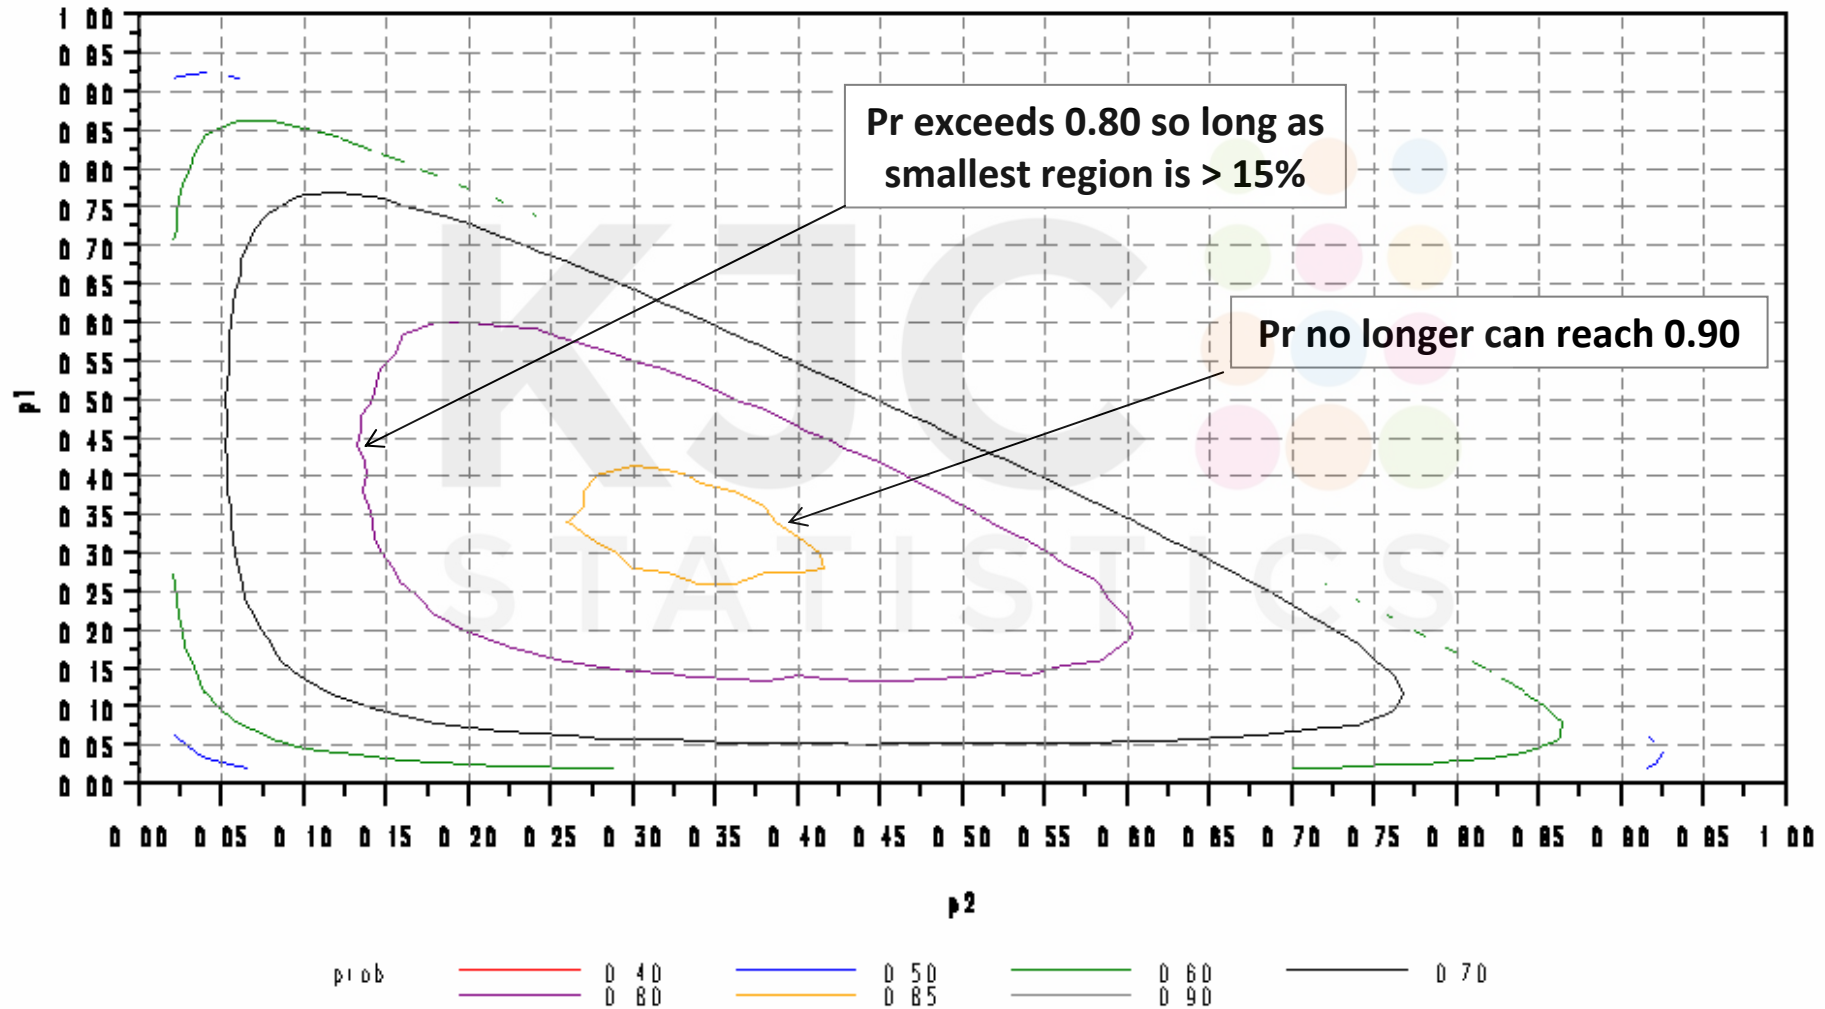 1 00
0 95
0 90
0 85
0 80
0 75
0 70
0 65
0 60
0 55
0 50
0 45
0 40
0 35
0 30
0 25
0 20
0 15
0 10
0 05
0 00
p1
Pr exceeds 0.80 so long as
smallest region is > 15%
Pr no longer can reach 0.90
KJC
STATISTICS
0 00 0 05 0 10 0 15 0 20 0 25 0 30 0 35 0 40 0 45 0 50 0 55 0 60 0 65 0 70 0 75 0 80 0 85 0 90 0 95 1 00
p2
prob 0 40 0 50 0 60 0 70
0 80 0 85 0 90